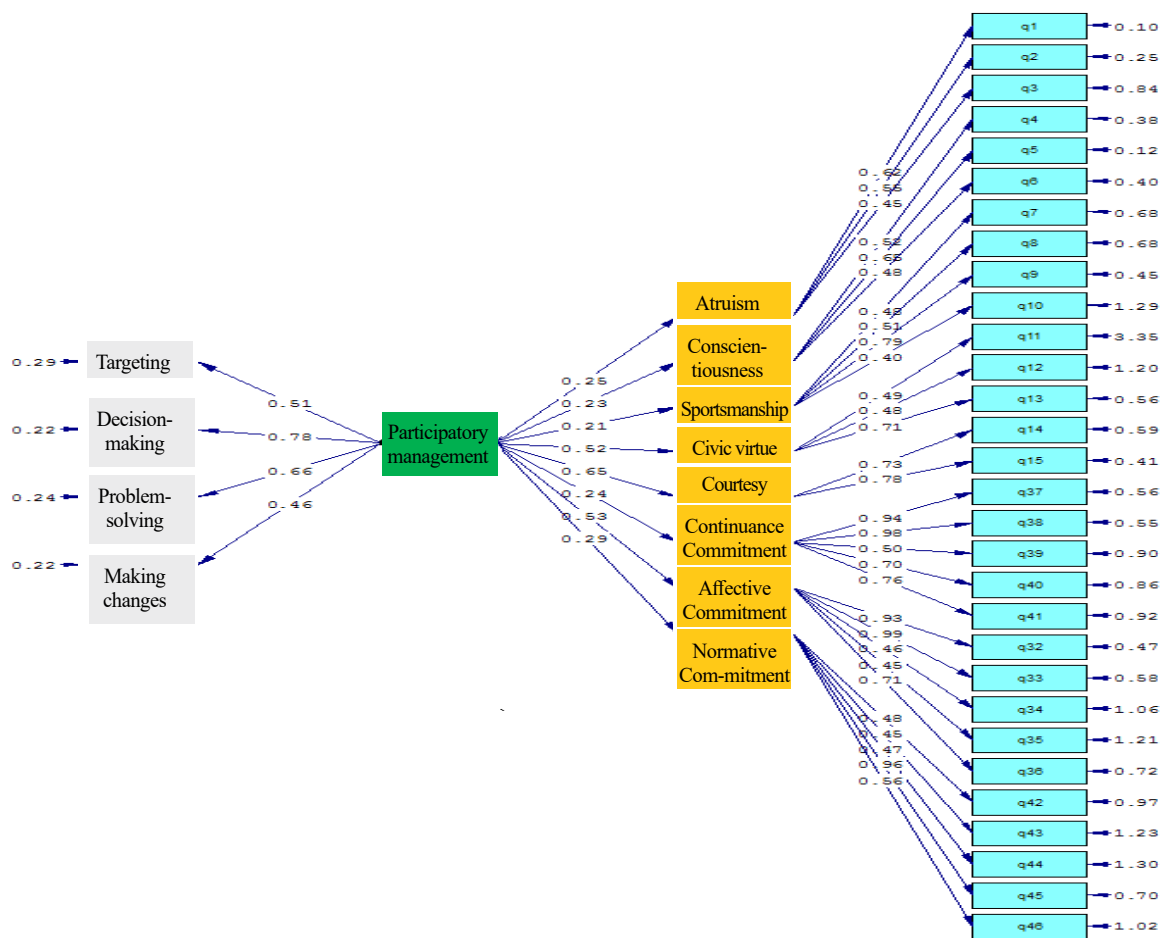 0.29
Targeting
0.22
Decision-
making
0.24
Problem-
solving
0.22
Making
changes
0.51
0.78
0.66
0.46
Participatory
management
0.25
0.23
0.21
0.52
0.65
0.24
0.53
0.29
Atruism
Conscien-
tiousness
Sportsmanship
Civic virtue
Courtesy
Continuance
Commitment
Affective
Commitment
Normative
Com-mitment
0.62
0.55
0.45
0.52
0.65
0.48
0.48
0.51
0.79
0.40
0.49
0.48
0.71
0.73
0.78
0.94
0.98
0.50
0.70
0.76
0.93
0.99
0.46
0.45
0.71
0.48
0.45
0.47
0.96
0.56
q1 0.10
q2 0.25
q3 0.84
q4 0.38
q5 0.12
q6 0.40
q7 0.68
q8 0.68
q9 0.45
q10 1.29
q11 3.35
q12 1.20
q13 0.56
q14 0.59
q15 0.41
q37 0.56
q38 0.55
q39 0.90
q40 0.86
q41 0.92
q32 0.47
q33 0.58
q34 1.06
q35 1.21
q36 0.72
q42 0.97
q43 1.23
q44 1.30
q45 0.70
q46 1.02